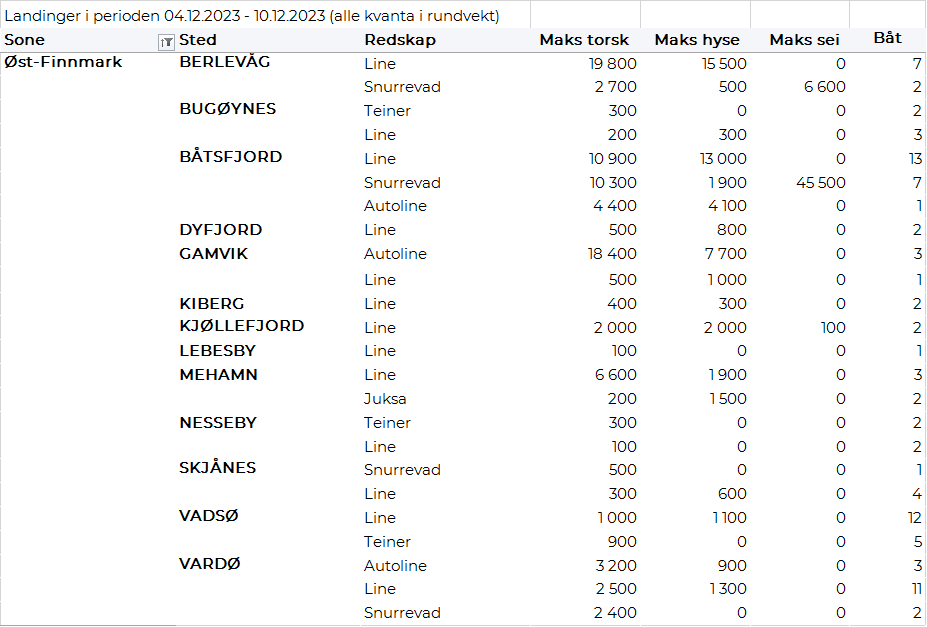 Landinger i perioden 04.12.2023 - 10.12.2023 (alle kvanta i rundvekt)
Sone Sted Redskap Maks torsk Maks hyse Maks sei Båt
Øst-Finnmark BERLEVÅG Line 19 800 15 500 0 7
Snurrevad 2 700 500 6 600 2
BUGØYNES Teiner 300 0 0 2
Line 200 300 0 3
BÅTSFJORD Line 10 900 13 000 0 13
Snurrevad 10 300 1 900 45 500 7
Autoline 4 400 4 100 0 1
DYFJORD Line 500 800 0 2
GAMVIK Autoline 18 400 7 700 0 3
Line 500 1 000 0 1
KIBERG Line 400 300 0 2
KJØLLEFJORD Line 2 000 2 000 100 2
LEBESBY Line 100 0 0 1
MEHAMN Line 6 600 1 900 0 3
Juksa 200 1 500 0 2
NESSEBY Teiner 300 0 0 2
Line 100 0 0 2
SKJÅNES Snurrevad 500 0 0 1
Line 300 600 0 4
VADSØ Line 1 000 1 100 0 12
Teiner 900 0 0 5
VARDØ Autoline 3 200 900 0 3
Line 2 500 1 300 0 11
Snurrevad 2 400 0 0 2